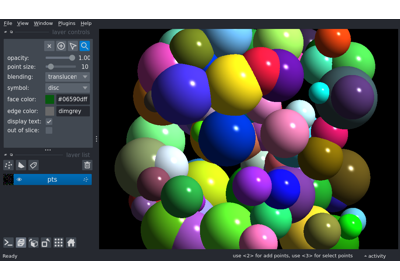 File View Window Plugins Help
layer controls
opacity: 1.00
point size: 10
blending: translucen
symbol: disc
face color: #06590dff
edge color: dimgrey
display text:
out of slice:
layer list
pts
Ready
use <2> for add points, use <3> for select points
activity